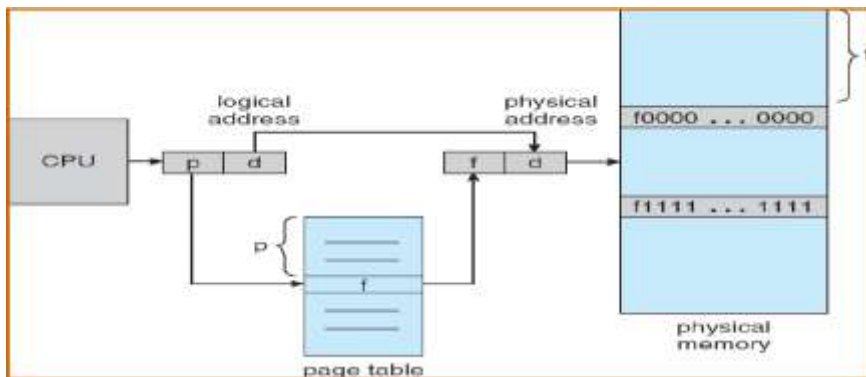 logical
address
physical
address
CPU
p
d
f
d
f0000 ... 0000
f1111 ... 1111
p
f
page table
physical
memory